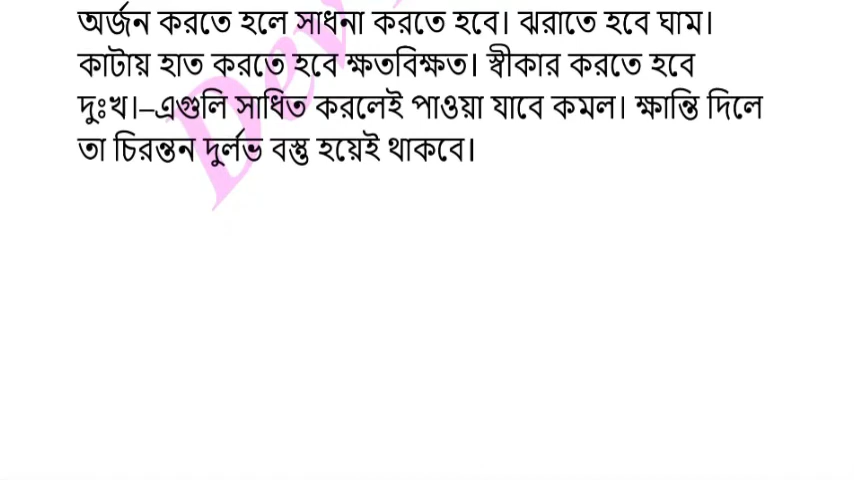 অর্জন করতে হলে সাধনা করতে হবে। ঝরাতে হবে ঘাম।
কাটায় হাত করতে হবে ক্ষতবিক্ষত। স্বীকার করতে হবে
দুঃখ।–এগুলি সাধিত করলেই পাওয়া যাবে কমল। ক্ষান্তি দিলে
তা চিরন্তন দুর্লভ বস্তু হয়েই থাকবে।